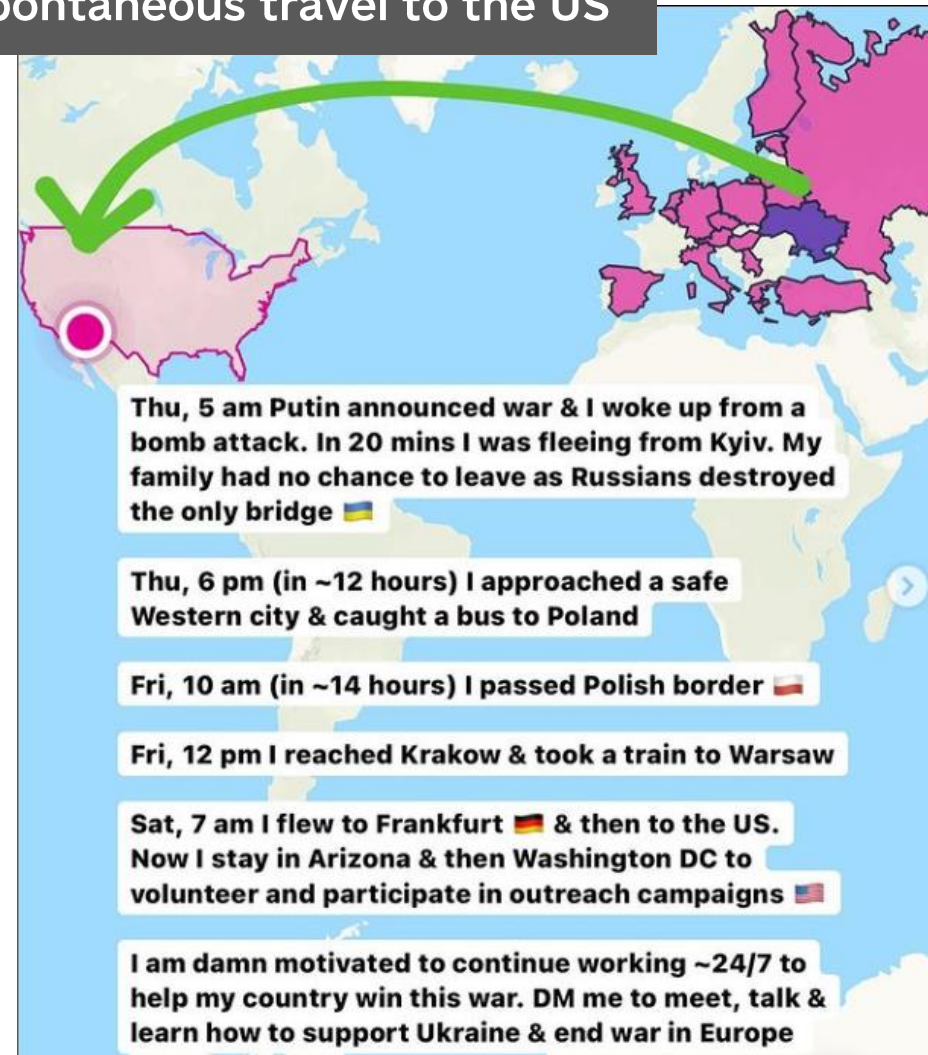 pontaneous travel to the US
Thu, 5 am Putin announced war & I woke up from a
bomb attack. In 20 mins I was fleeing from Kyiv. My
family had no chance to leave as Russians destroyed
the only bridge 🇺🇦
Thu, 6 pm (in ~12 hours) I approached a safe
Western city & caught a bus to Poland
Fri, 10 am (in ~14 hours) I passed Polish border 🇵🇱
Fri, 12 pm I reached Krakow & took a train to Warsaw
Sat, 7 am I flew to Frankfurt 🇩🇪 & then to the US.
Now I stay in Arizona & then Washington DC to
volunteer and participate in outreach campaigns 🇺🇸
I am damn motivated to continue working ~24/7 to
help my country win this war. DM me to meet, talk &
learn how to support Ukraine & end war in Europe